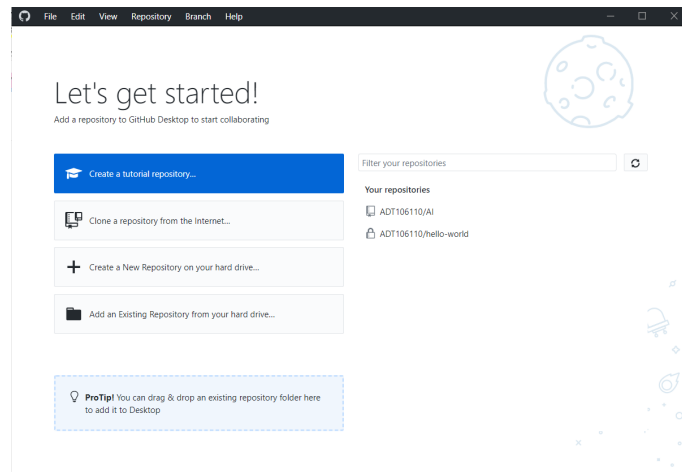 File Edit View Repository Branch Help
Let's get started!
Add a repository to GitHub Desktop to start collaborating
Create a tutorial repository...
Clone a repository from the Internet...
Create a New Repository on your hard drive...
Add an Existing Repository from your hard drive...
ProTip! You can drag & drop an existing repository folder here
to add it to Desktop
Filter your repositories
Your repositories
ADT106110/AI
ADT106110/hello-world